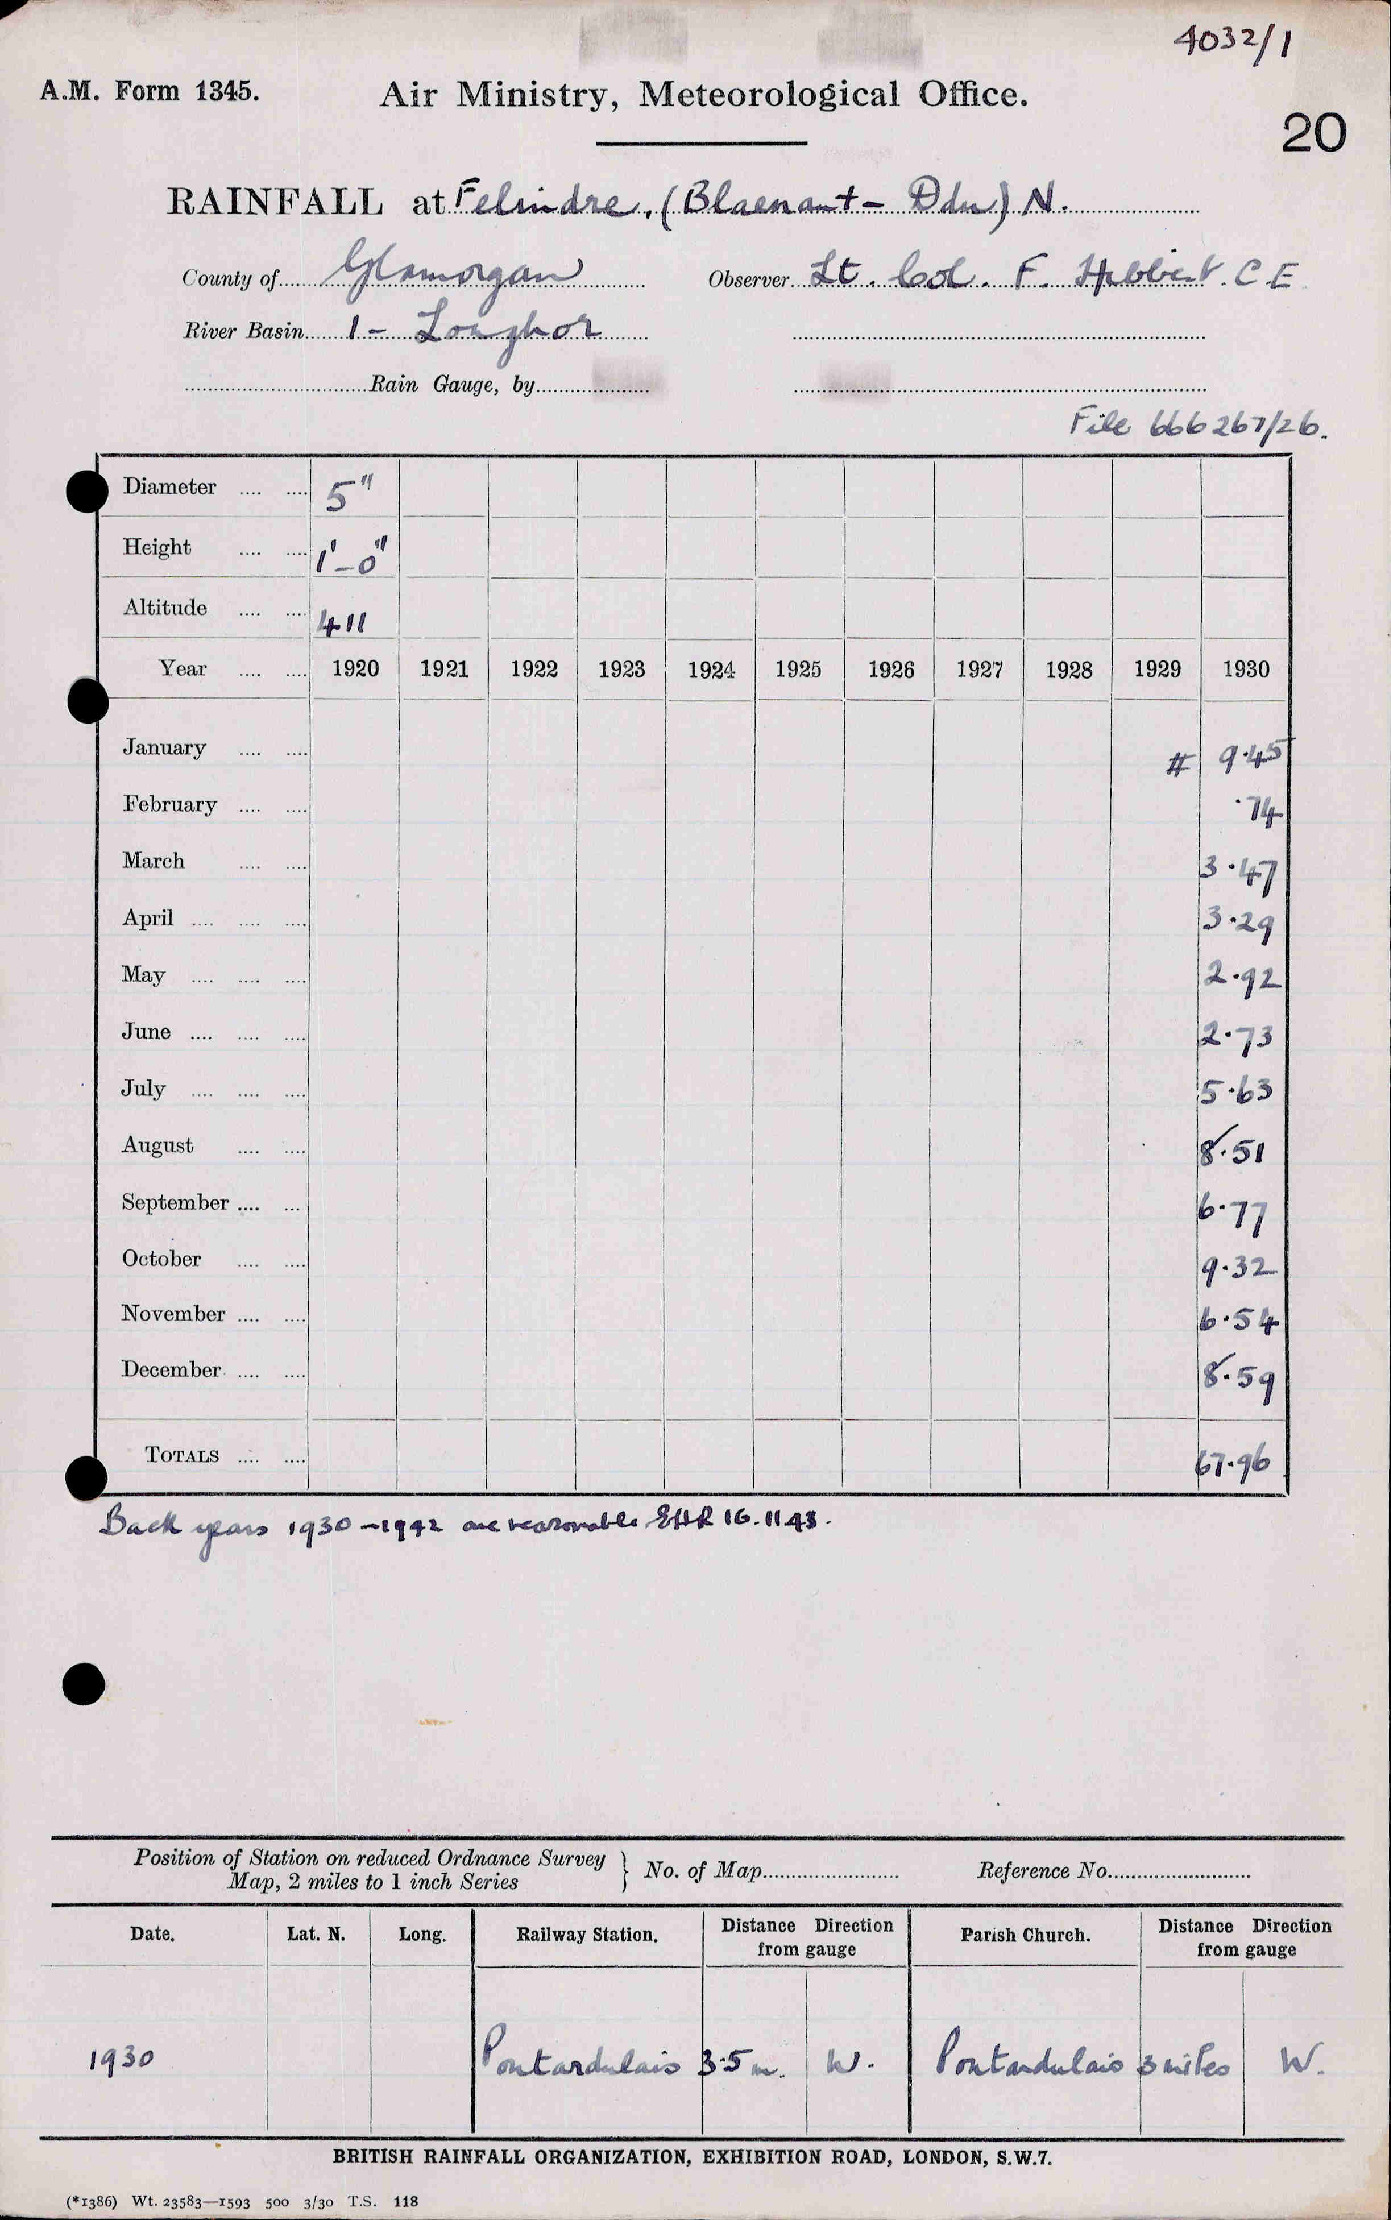 4032/1
A.M. Form 1345.
Air Ministry, Meteorological Office.
20
RAINFALL at Felindre. (Blaenant-Ddu) N.
County of Glamorgan Observer Lt. Col. F. Hibbert. C.E
River Basin 1- Loughor
Rain Gauge, by
File 666267/26.
Diameter 5"
Height 1'-0"
Altitude 411
Year 1920 1921 1922 1923 1924 1925 1926 1927 1928 1929 1930
January # 9.45
February .74
March 3.47
April 3.29
May 2.92
June 2.73
July 5.63
August 8.51
September 6.77
October 9.32
November 6.54
December 8.59
TOTALS 67.96
Back years 1930-1942 are reasonable EHR 16.11.43.
Position of Station on reduced Ordnance Survey
Map, 2 miles to 1 inch Series } No. of Map Reference No.
Date. Lat. N. Long. Railway Station. Distance Direction from gauge Parish Church. Distance Direction from gauge
1930 Pontardulais 3.5 m. W. Pontardulais 3 miles W.
BRITISH RAINFALL ORGANIZATION, EXHIBITION ROAD, LONDON, S.W.7.
(*1386) Wt. 23583—1593 500 3/30 T.S. 118